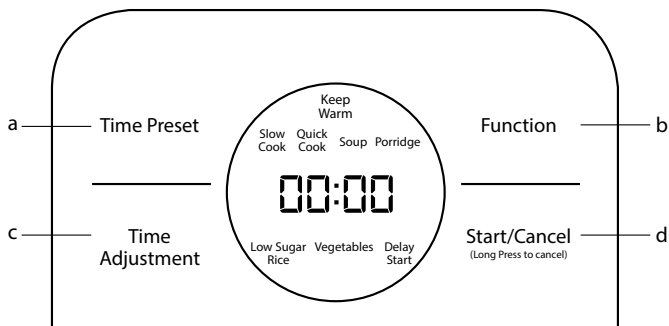 Keep
Warm
a
Time Preset
Slow
Cook
Quick
Cook
Soup
Porridge
Function
b
00:00
c
Time
Adjustment
Low Sugar
Rice
Vegetables
Delay
Start
Start/Cancel
(Long Press to cancel)
d